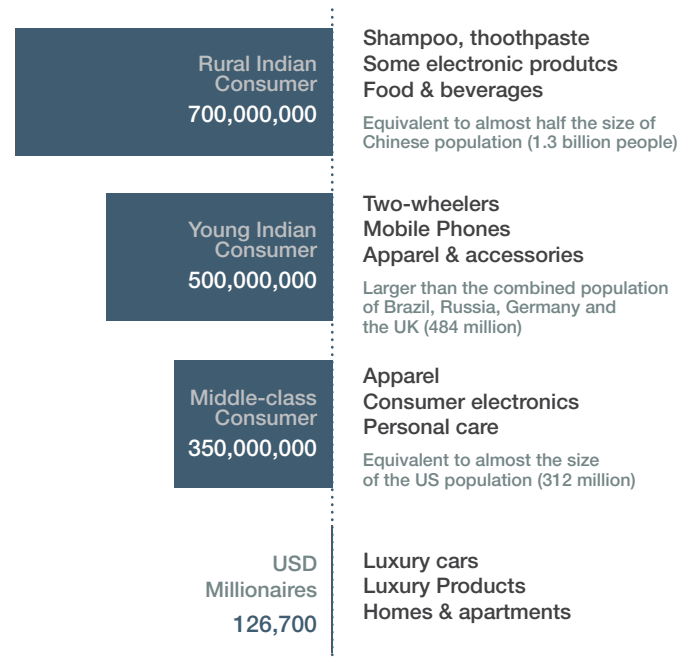 Rural Indian
Consumer
700,000,000
Shampoo, thoothpaste
Some electronic produtcs
Food & beverages
Equivalent to almost half the size of
Chinese population (1.3 billion people)
Young Indian
Consumer
500,000,000
Two-wheelers
Mobile Phones
Apparel & accessories
Larger than the combined population
of Brazil, Russia, Germany and
the UK (484 million)
Middle-class
Consumer
350,000,000
Apparel
Consumer electronics
Personal care
Equivalent to almost the size
of the US population (312 million)
USD
Millionaires
126,700
Luxury cars
Luxury Products
Homes & apartments